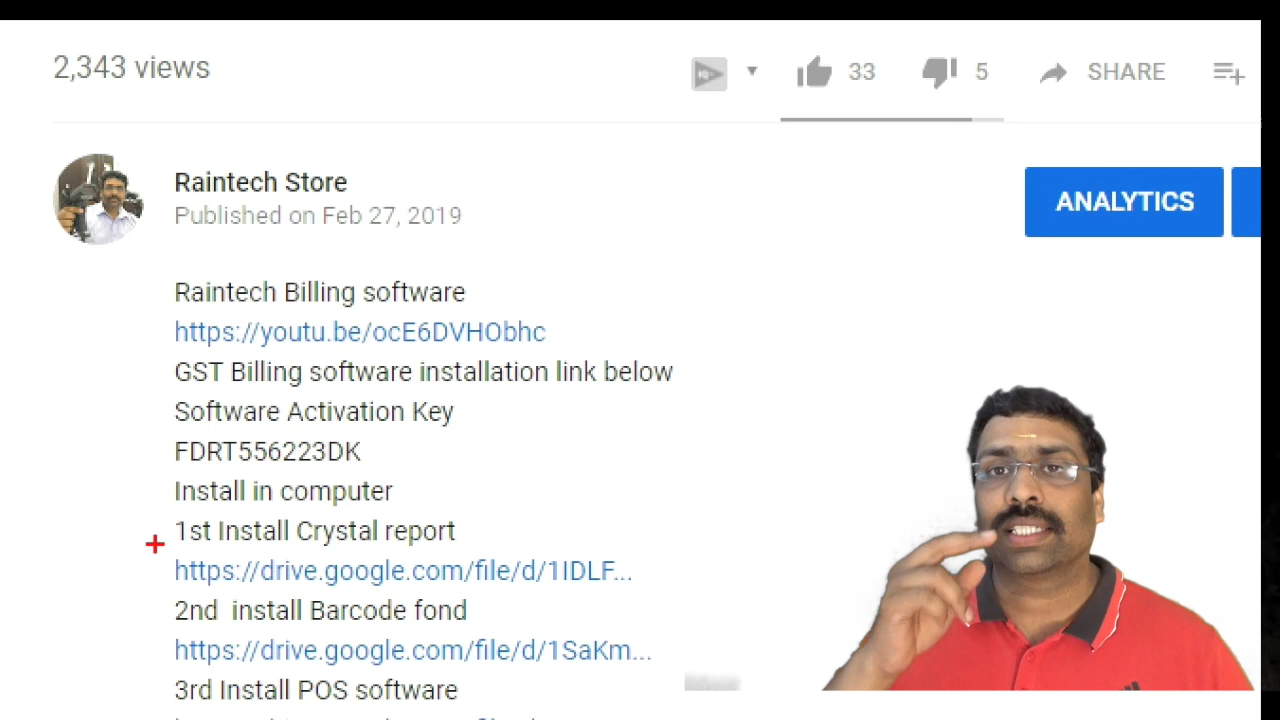 2,343 views
33
5
SHARE
Raintech Store
Published on Feb 27, 2019
ANALYTICS
Raintech Billing software
https://youtu.be/ocE6DVHObhc
GST Billing software installation link below
Software Activation Key
FDRT556223DK
Install in computer
1st Install Crystal report
https://drive.google.com/file/d/1IDLF...
2nd install Barcode fond
https://drive.google.com/file/d/1SaKm...
3rd Install POS software